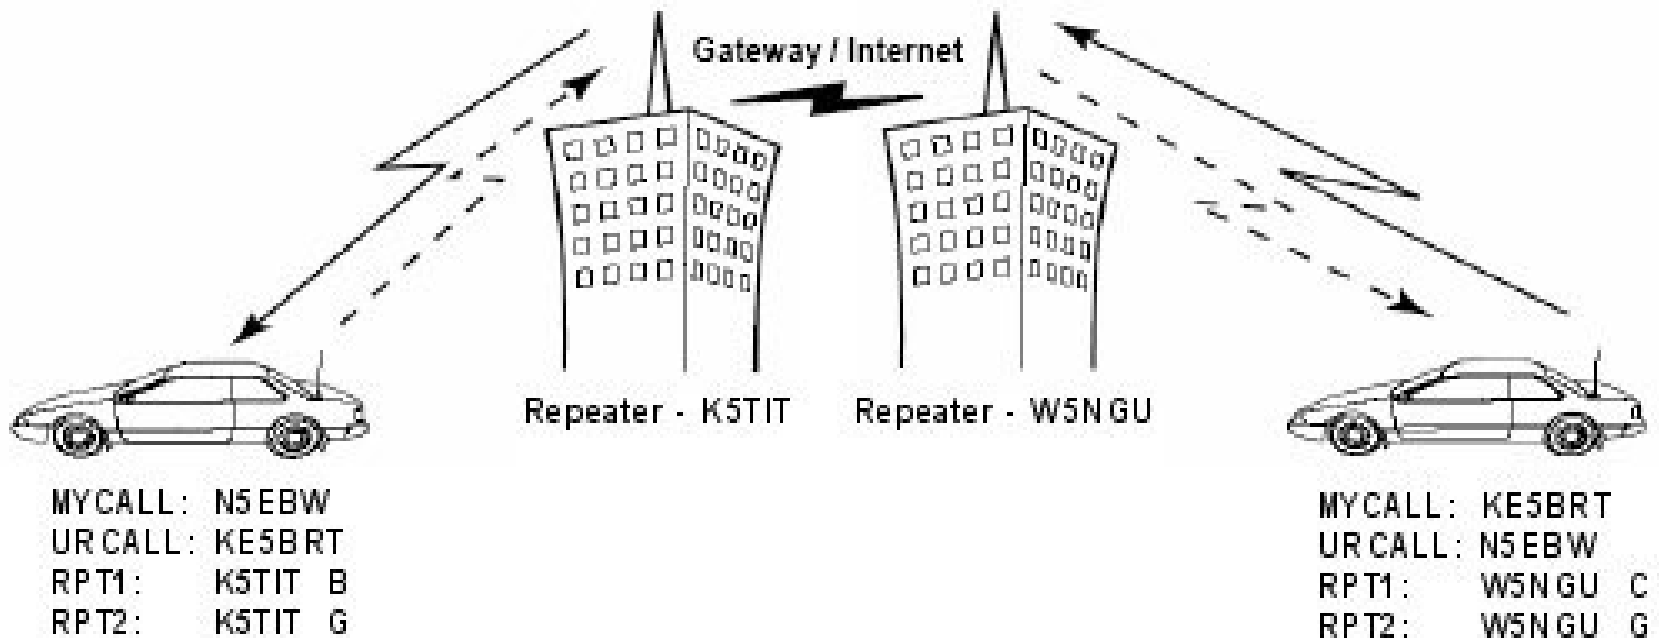 Gateway / Internet
Repeater - K5TIT
Repeater - W5NGU
MYCALL: N5EBW
URCALL: KE5BRT
RPT1: K5TIT B
RPT2: K5TIT G
MYCALL: KE5BRT
URCALL: N5EBW
RPT1: W5NGU C
RPT2: W5NGU G